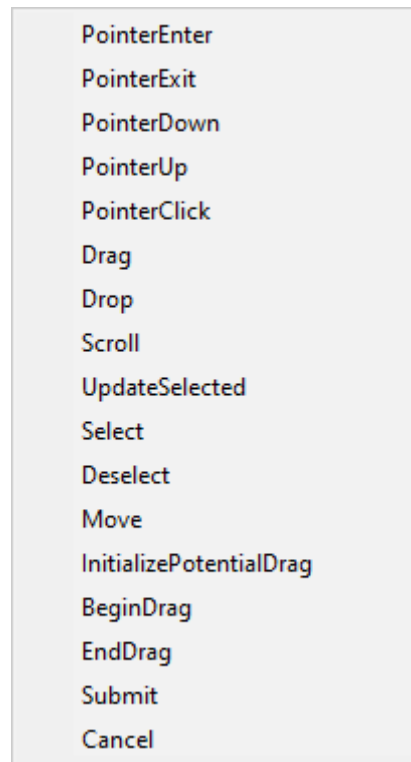 PointerEnter
PointerExit
PointerDown
PointerUp
PointerClick
Drag
Drop
Scroll
UpdateSelected
Select
Deselect
Move
InitializePotentialDrag
BeginDrag
EndDrag
Submit
Cancel